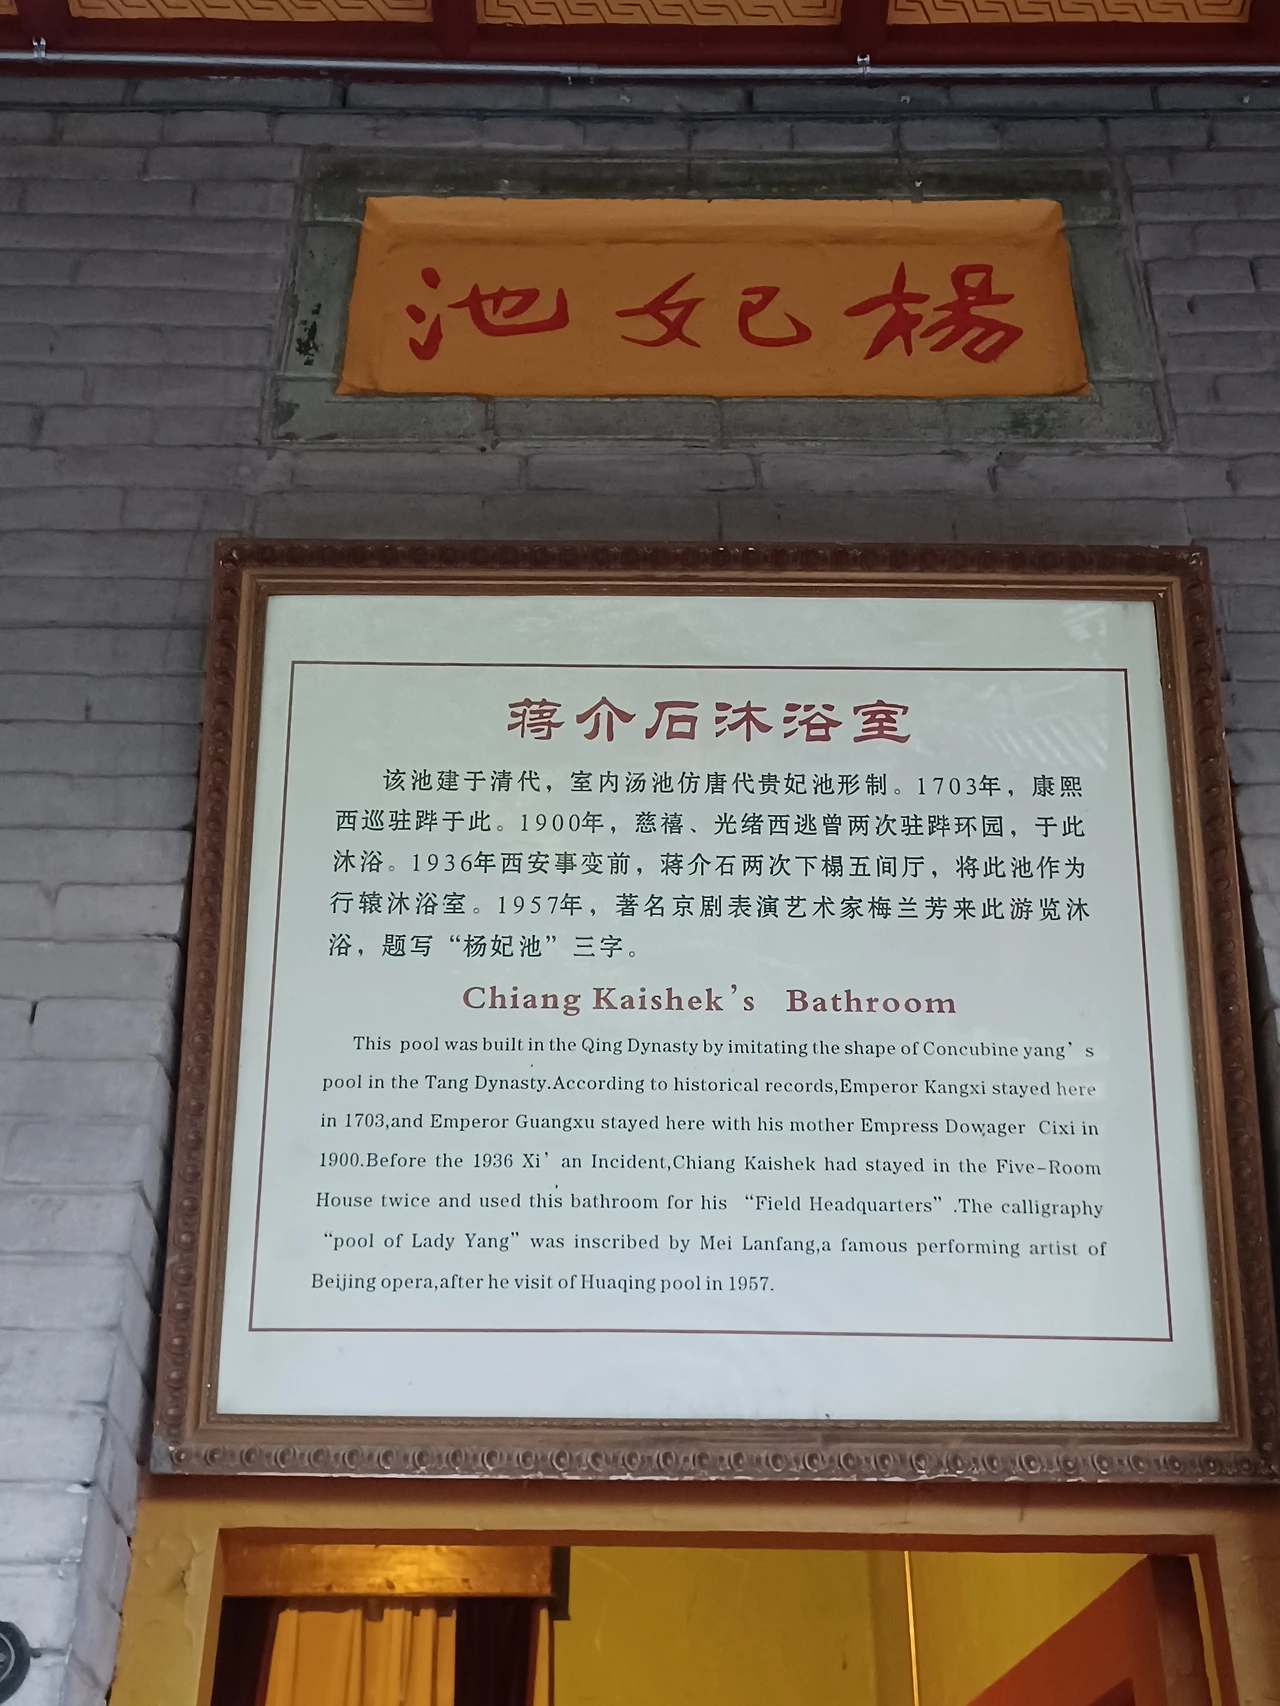 楊妃池
蒋介石沐浴室
该池建于清代，室内汤池仿唐代贵妃池形制。1703年，康熙
西巡驻跸于此。1900年，慈禧、光绪西逃曾两次驻跸环园，于此
沐浴。1936年西安事变前，蒋介石两次下榻五间厅，将此池作为
行辕沐浴室。1957年，著名京剧表演艺术家梅兰芳来此游览沐
浴，题写“杨妃池”三字。
Chiang Kaishek’s Bathroom
This pool was built in the Qing Dynasty by imitating the shape of Concubine yang’s
pool in the Tang Dynasty.According to historical records,Emperor Kangxi stayed here
in 1703,and Emperor Guangxu stayed here with his mother Empress Dowager Cixi in
1900.Before the 1936 Xi’an Incident,Chiang Kaishek had stayed in the Five-Room
House twice and used this bathroom for his “Field Headquarters”.The calligraphy
“pool of Lady Yang” was inscribed by Mei Lanfang,a famous performing artist of
Beijing opera,after he visit of Huaqing pool in 1957.